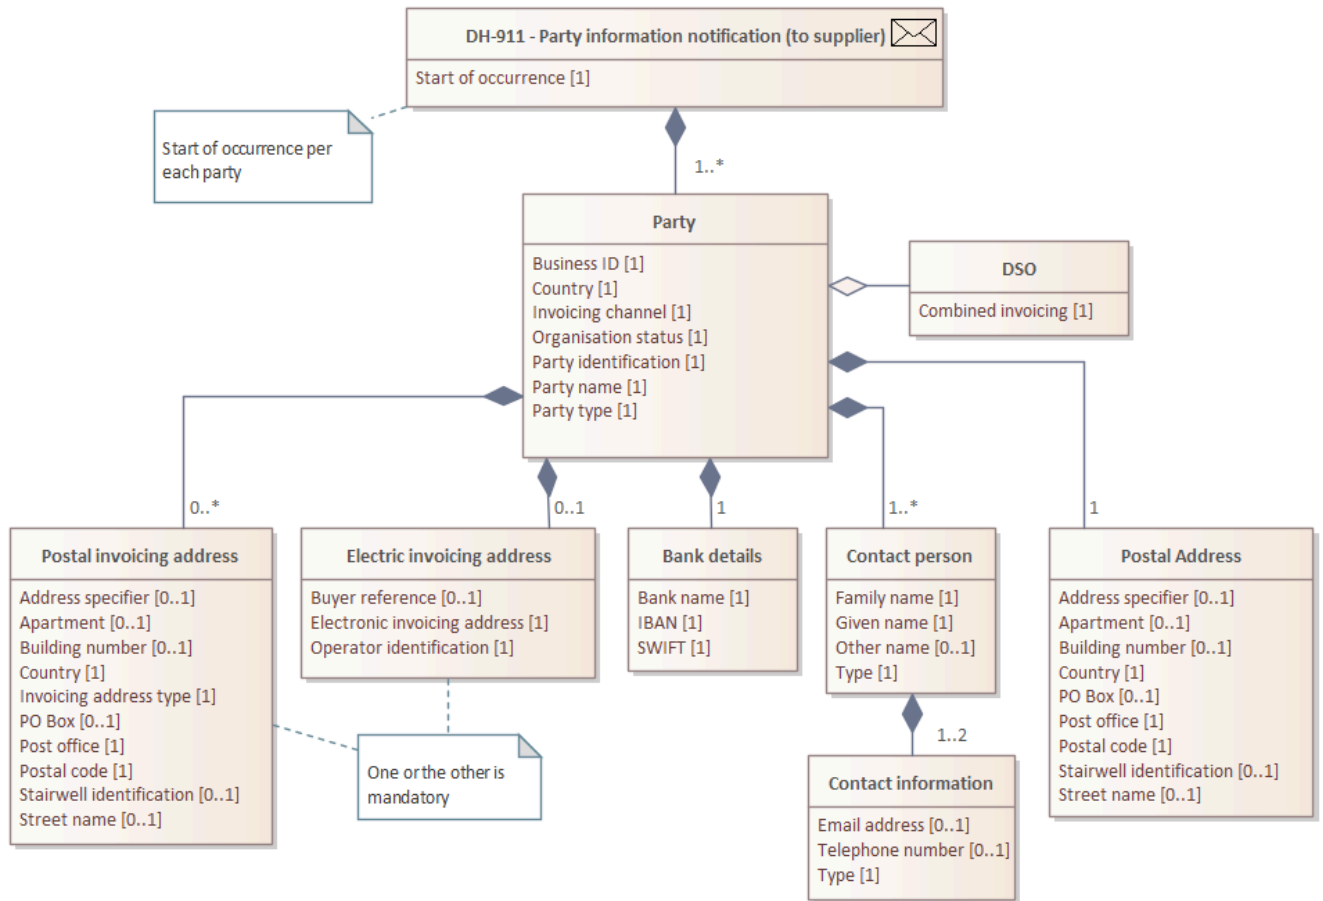 DH-911 - Party information notification (to supplier)
Start of occurrence [1]
Start of occurrence per
each party
1..*
Party
Business ID [1]
Country [1]
Invoicing channel [1]
Organisation status [1]
Party identification [1]
Party name [1]
Party type [1]
DSO
Combined invoicing [1]
0..*
0..1
1
1..*
1
Postal invoicing address
Address specifier [0..1]
Apartment [0..1]
Building number [0..1]
Country [1]
Invoicing address type [1]
PO Box [0..1]
Post office [1]
Postal code [1]
Stairwell identification [0..1]
Street name [0..1]
Electric invoicing address
Buyer reference [0..1]
Electronic invoicing address [1]
Operator identification [1]
One or the other is
mandatory
Bank details
Bank name [1]
IBAN [1]
SWIFT [1]
Contact person
Family name [1]
Given name [1]
Other name [0..1]
Type [1]
1..2
Contact information
Email address [0..1]
Telephone number [0..1]
Type [1]
Postal Address
Address specifier [0..1]
Apartment [0..1]
Building number [0..1]
Country [1]
PO Box [0..1]
Post office [1]
Postal code [1]
Stairwell identification [0..1]
Street name [0..1]